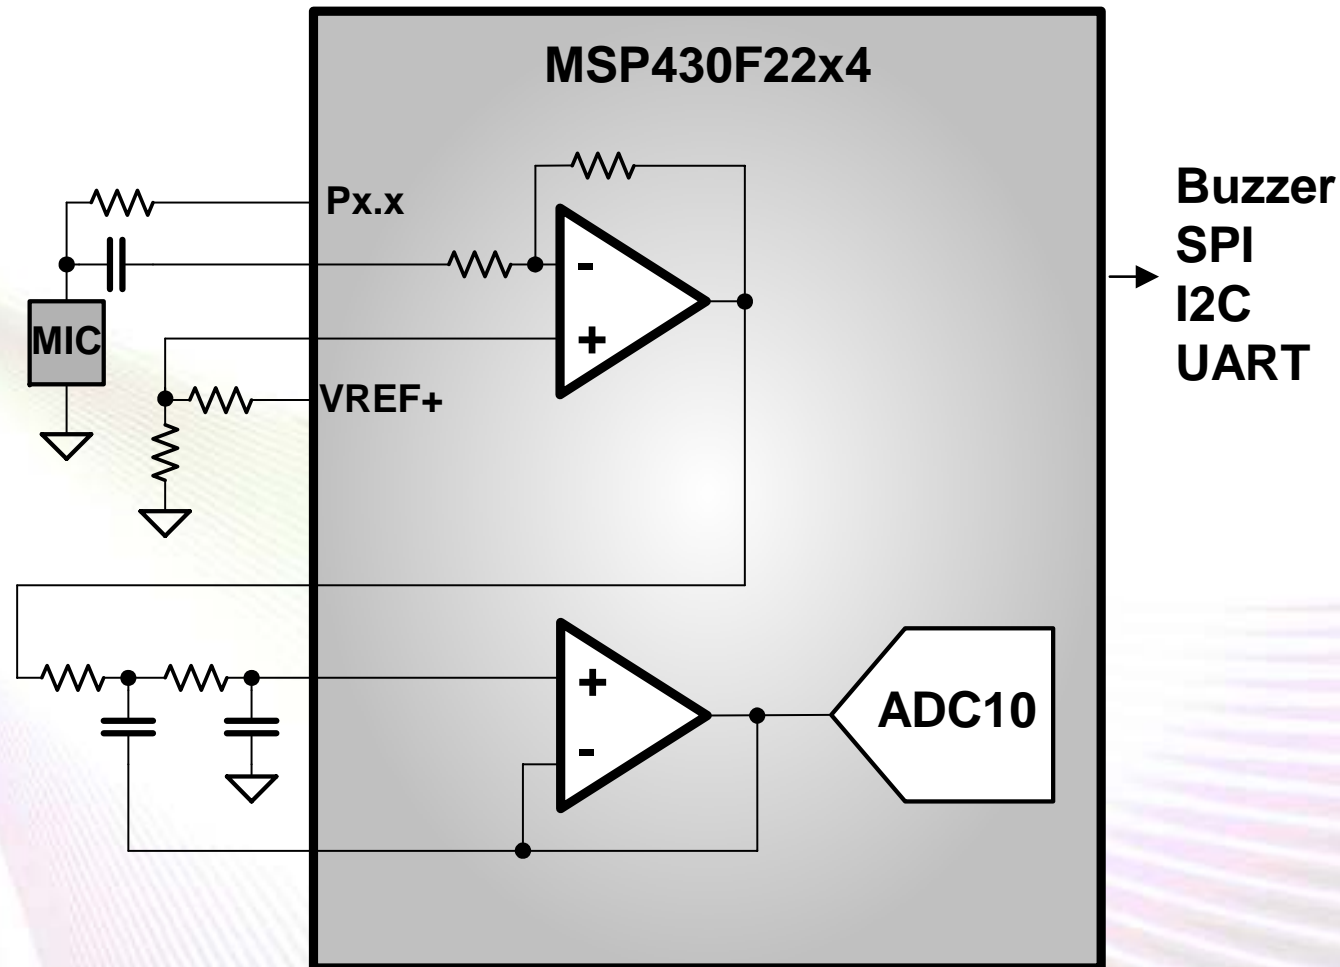 MSP430F22x4
Px.x
-
+
MIC
VREF+
+
-
ADC10
Buzzer
SPI
I2C
UART